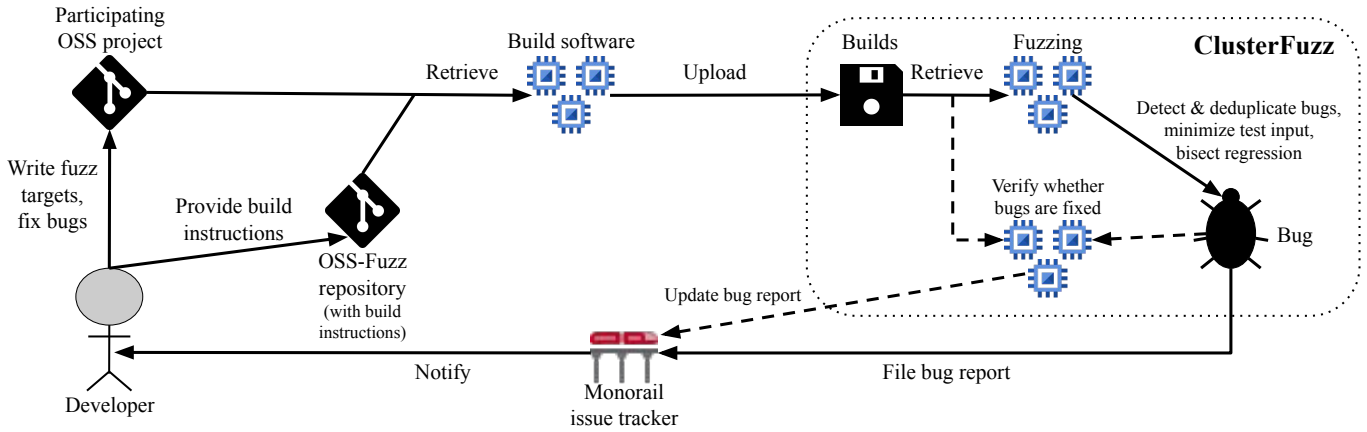 Participating
OSS project
Build software
Builds
Fuzzing
ClusterFuzz
Retrieve
Upload
Retrieve
Detect & deduplicate bugs,
minimize test input,
bisect regression
Write fuzz
targets,
fix bugs
Provide build
instructions
Verify whether
bugs are fixed
Bug
OSS-Fuzz
repository
(with build
instructions)
Update bug report
Notify
File bug report
Monorail
issue tracker
Developer